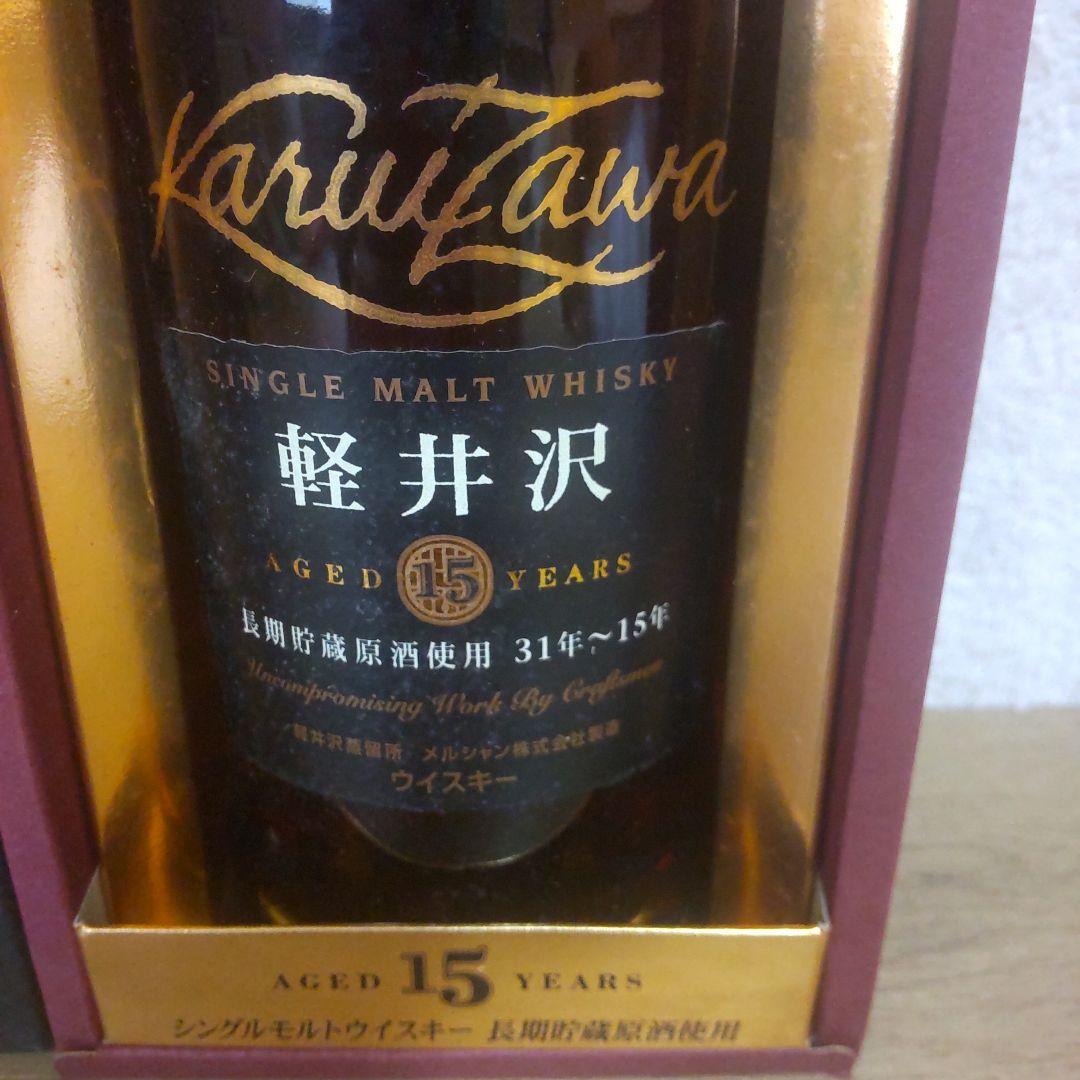 Karuizawa
SINGLE MALT WHISKY
軽井沢
AGED 15 YEARS
長期貯蔵原酒使用 31年~15年
Uncompromising Work By Craftsmen
軽井沢蒸留所 メルシャン株式会社製造
ウイスキー
AGED 15 YEARS
シングルモルトウイスキー 長期貯蔵原酒使用